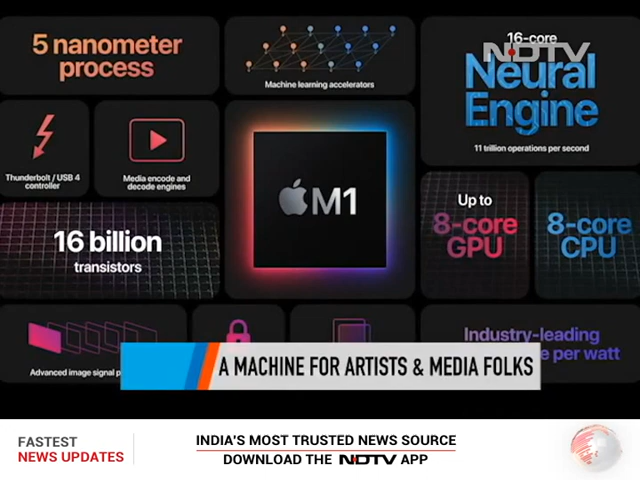 5 nanometer
process
Machine learning accelerators
16-core
NDTV
Neural
Engine
11 trillion operations per second
Thunderbolt / USB 4
controller
Media encode and
decode engines
M1
Up to
8-core
GPU
8-core
CPU
16 billion
transistors
Advanced image signal
Industry-leading
per watt
A MACHINE FOR ARTISTS & MEDIA FOLKS
FASTEST
NEWS UPDATES
INDIA'S MOST TRUSTED NEWS SOURCE
DOWNLOAD THE NDTV APP